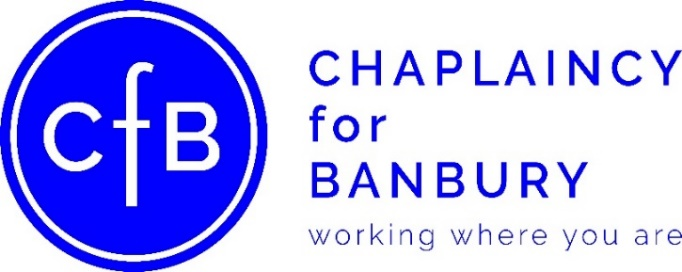 CfB
CHAPLAINCY
for
BANBURY
working where you are